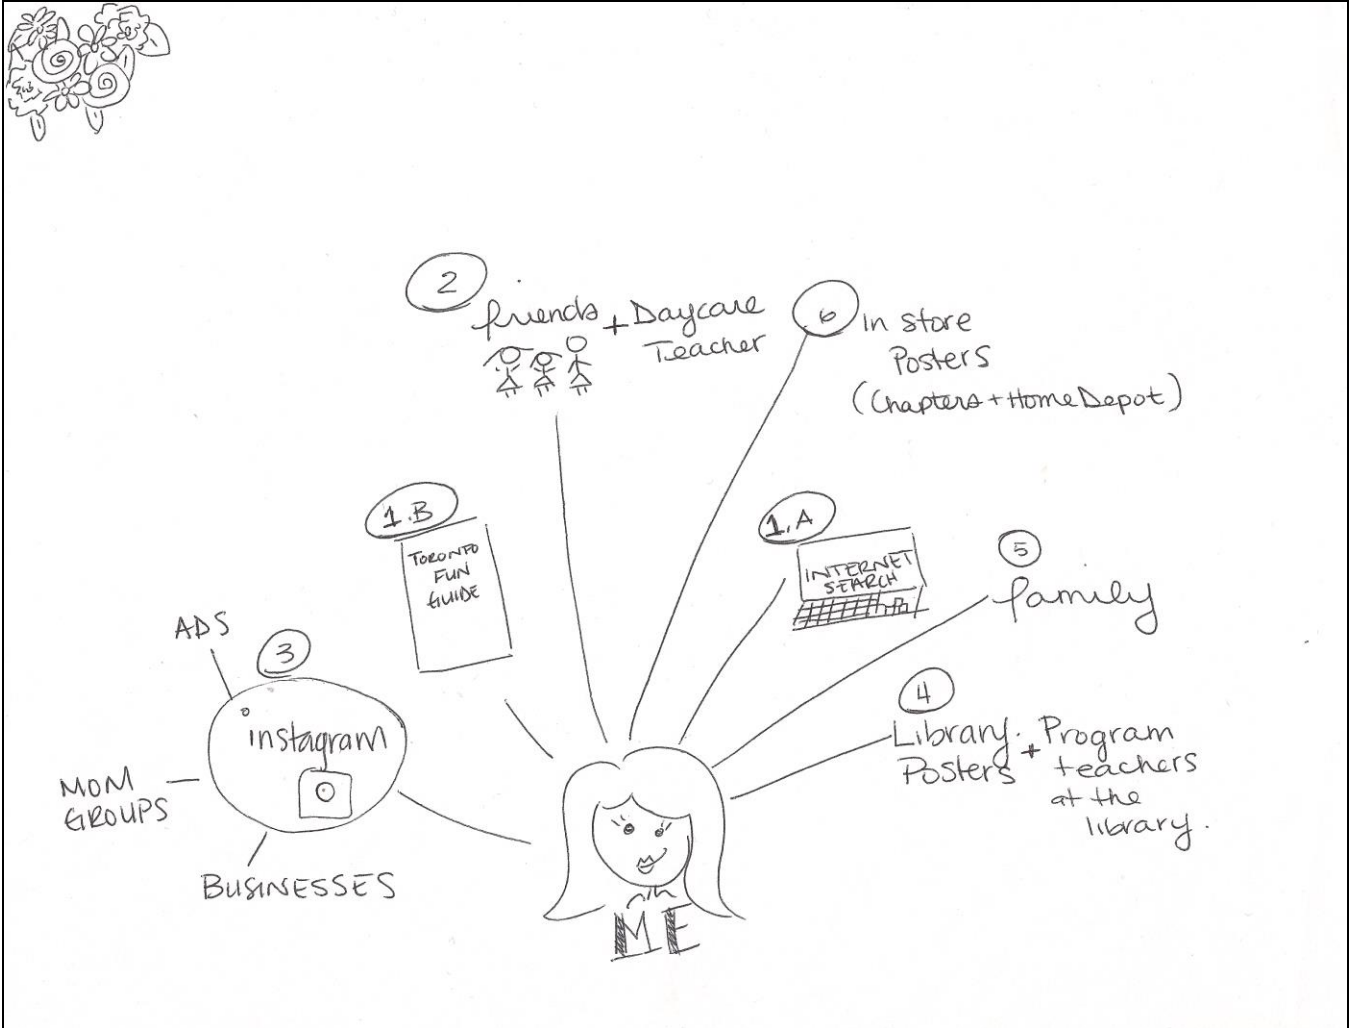 2
friends + Daycare
Teacher
6
in store
Posters
(Chapters + Home Depot)
1.B
TORONTO
FUN
GUIDE
1.A
INTERNET
SEARCH
5
family
ADS
3
instagram
MOM
GROUPS
BUSINESSES
4
Library + Program
Posters teachers
at the
library.
ME